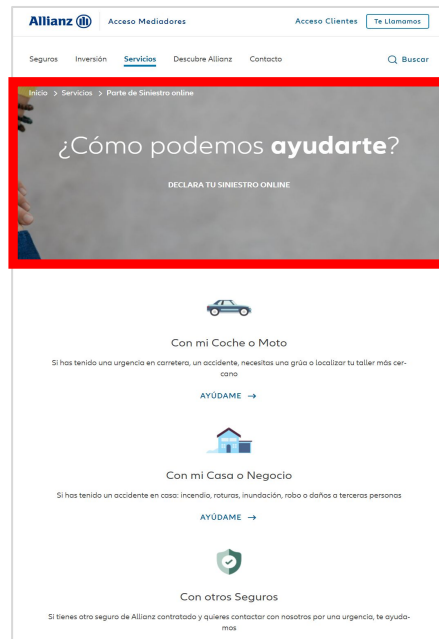 Allianz
Acceso Mediadores
Acceso Clientes
Te Llamamos
Seguros
Inversión
Servicios
Descubre Allianz
Contacto
Buscar
Inicio > Servicios > Parte de Siniestro online
¿Cómo podemos ayudarte?
DECLARA TU SINIESTRO ONLINE
Con mi Coche o Moto
Si has tenido una urgencia en carretera, un accidente, necesitas una grúa o localizar tu taller más cer-
cano
AYÚDAME →
Con mi Casa o Negocio
Si has tenido un accidente en casa: incendio, roturas, inundación, robo o daños a terceras personas
AYÚDAME →
Con otros Seguros
Si tienes otro seguro de Allianz contratado y quieres contactar con nosotros por una urgencia, te ayuda-
mos